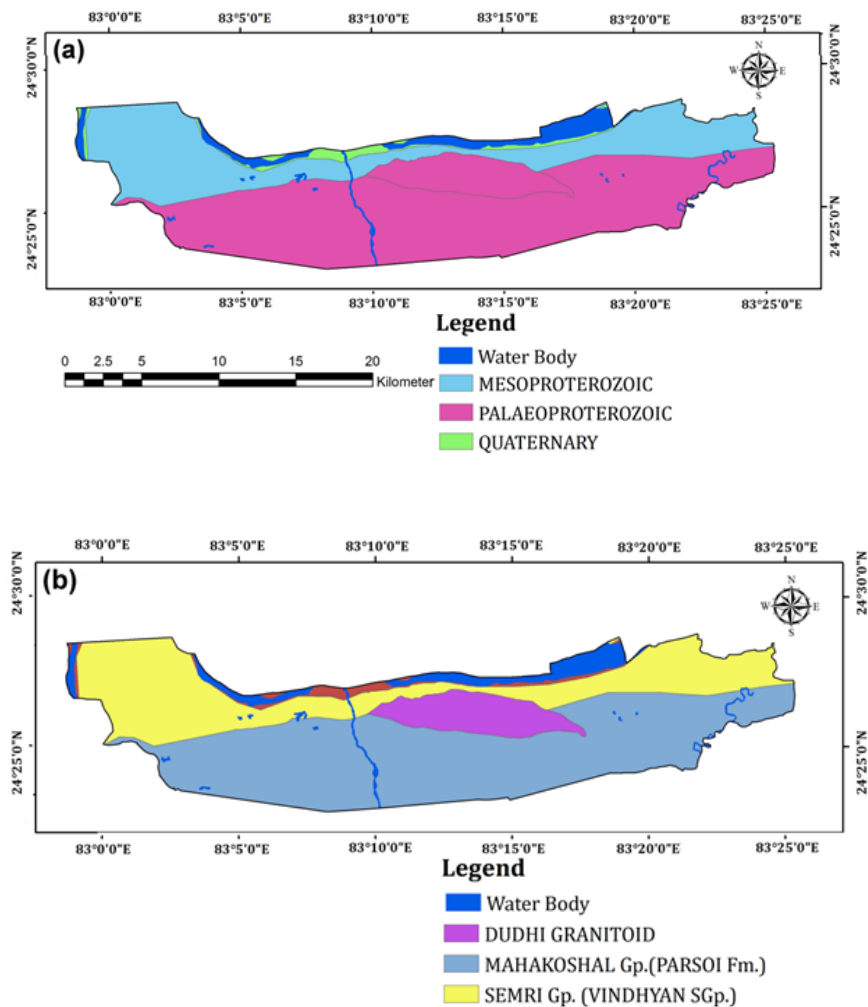 83°0'0"E 83°5'0"E 83°10'0"E 83°15'0"E 83°20'0"E 83°25'0"E
(a)
24°30'0"N 24°30'0"N
N
W E
S
24°25'0"N 24°25'0"N
83°0'0"E 83°5'0"E 83°10'0"E 83°15'0"E 83°20'0"E 83°25'0"E
Legend
0 2.5 5 10 15 20
Kilometer
Water Body
MESOPROTEROZOIC
PALAEOPROTEROZOIC
QUATERNARY
83°0'0"E 83°5'0"E 83°10'0"E 83°15'0"E 83°20'0"E 83°25'0"E
(b)
24°30'0"N 24°30'0"N
N
W E
S
24°25'0"N 24°25'0"N
83°0'0"E 83°5'0"E 83°10'0"E 83°15'0"E 83°20'0"E 83°25'0"E
Legend
Water Body
DUDHI GRANITOID
MAHAKOSHAL Gp.(PARSOI Fm.)
SEMRI Gp. (VINDHYAN SGp.)